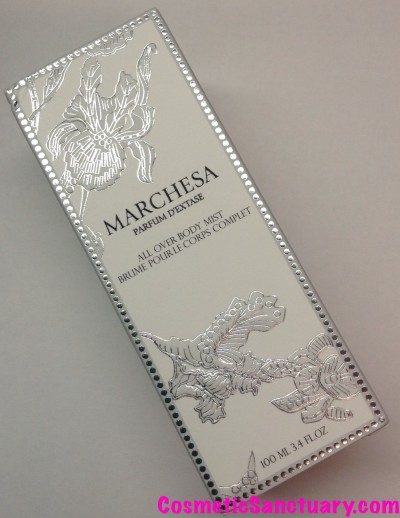 MARCHESA
PARFUM D'EXTASE
ALL OVER BODY MIST
BRUME POUR LE CORPS COMPLET
100 ML 3.4 FL.OZ
CosmeticSanctuary.com